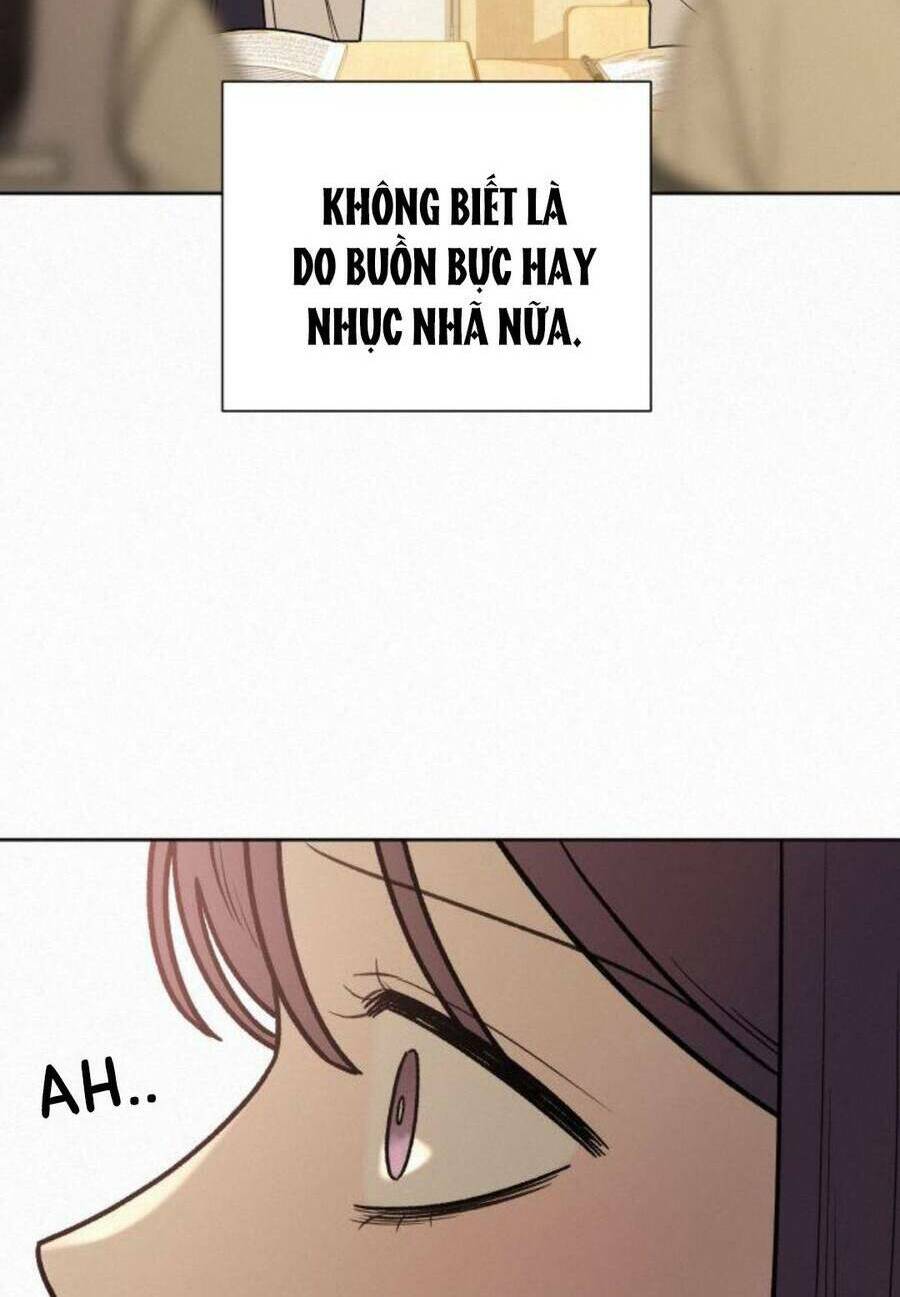 KHÔNG BIẾT LÀ
DO BUỒN BỰC HAY
NHỤC NHÃ NỮA.
AH..